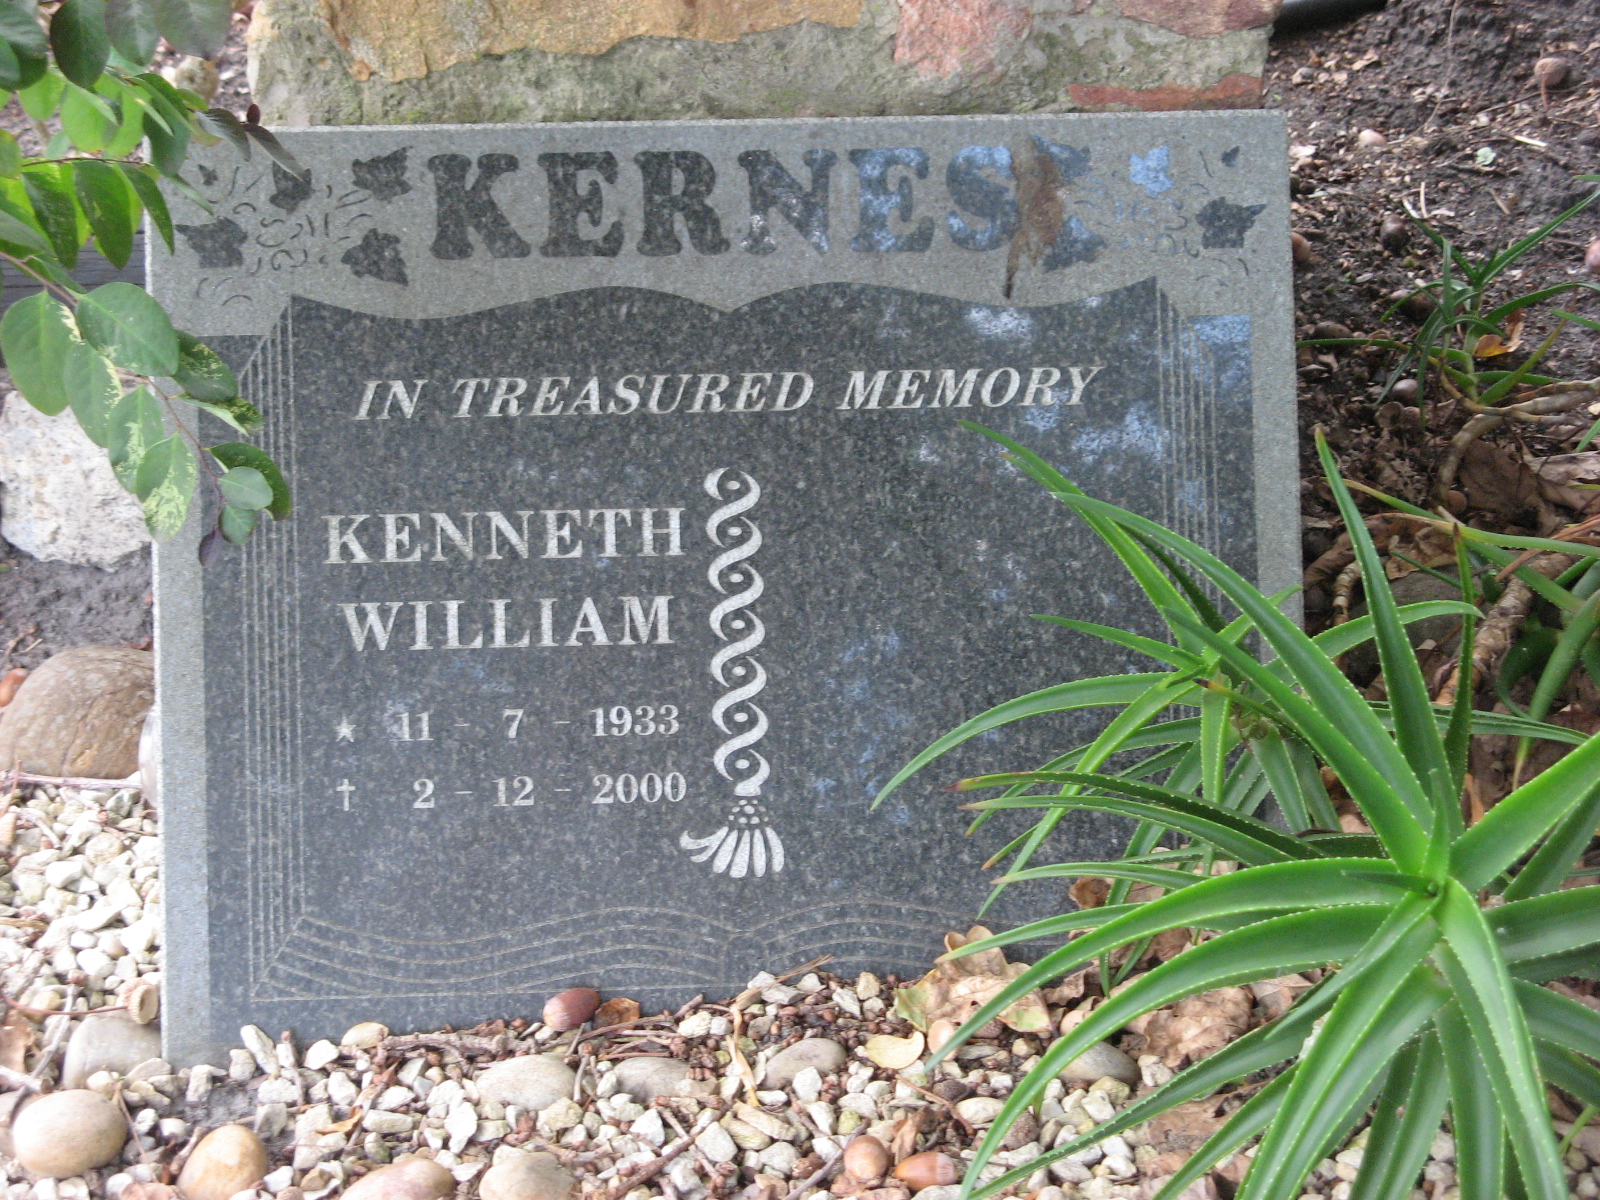 KERNES
IN TREASURED MEMORY
KENNETH
WILLIAM
★ 11 - 7 - 1933
† 2 - 12 - 2000